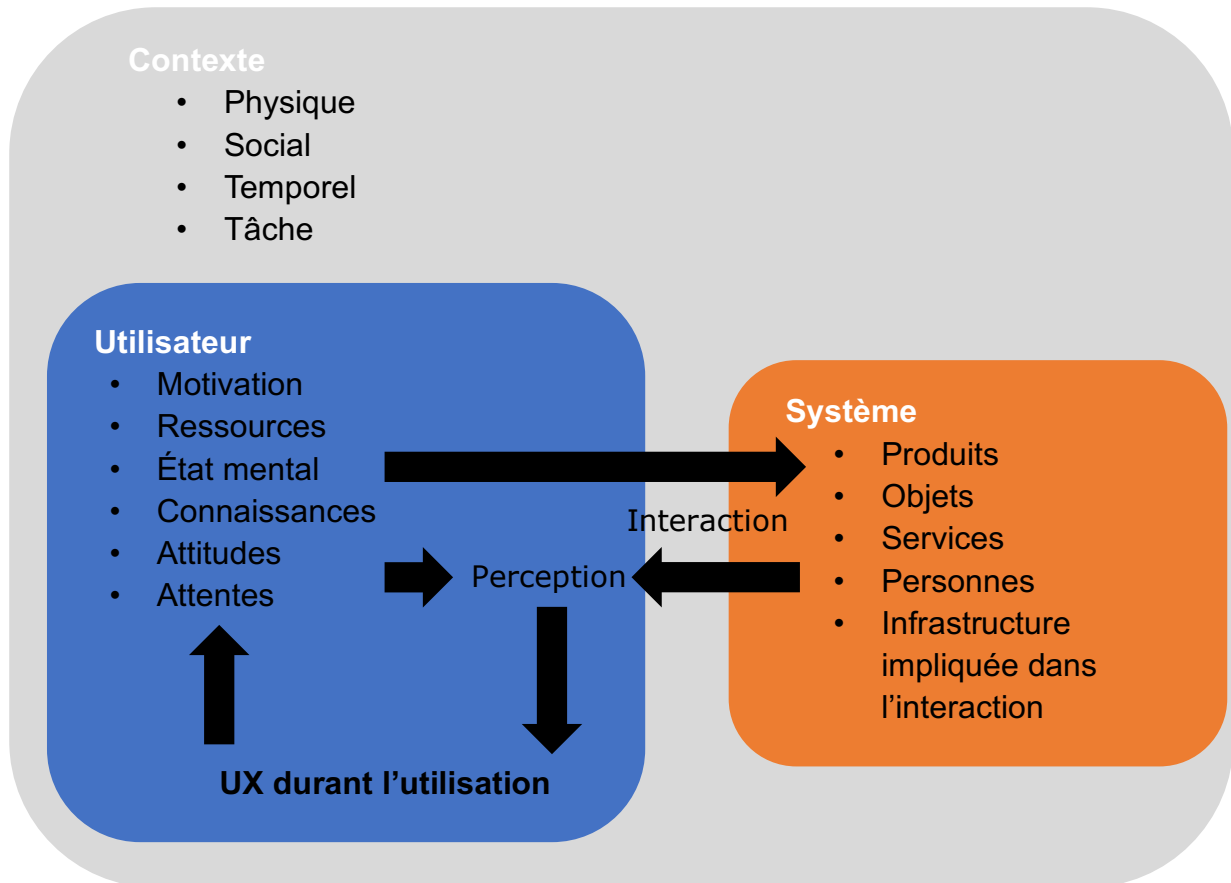 Contexte
• Physique
• Social
• Temporel
• Tâche
Utilisateur
• Motivation
• Ressources
• État mental
• Connaissances
• Attitudes
• Attentes
Interaction
Perception
UX durant l’utilisation
Système
• Produits
• Objets
• Services
• Personnes
• Infrastructure
impliquée dans
l’interaction